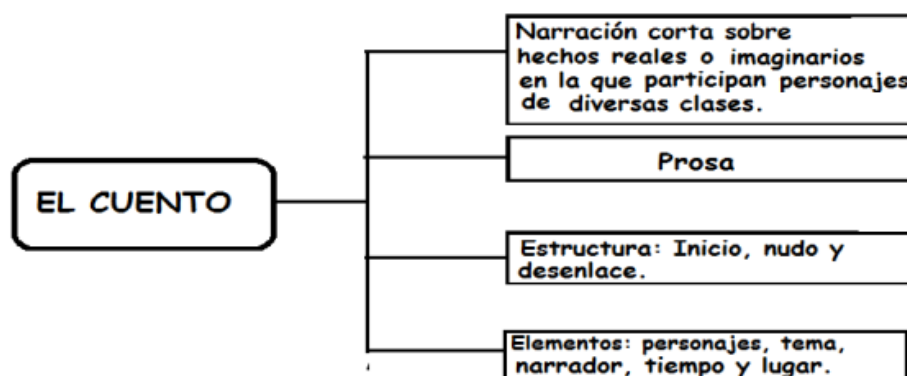 EL CUENTO
Narración corta sobre
hechos reales o imaginarios
en la que participan personajes
de diversas clases.
Prosa
Estructura: Inicio, nudo y
desenlace.
Elementos: personajes, tema,
narrador, tiempo y lugar.